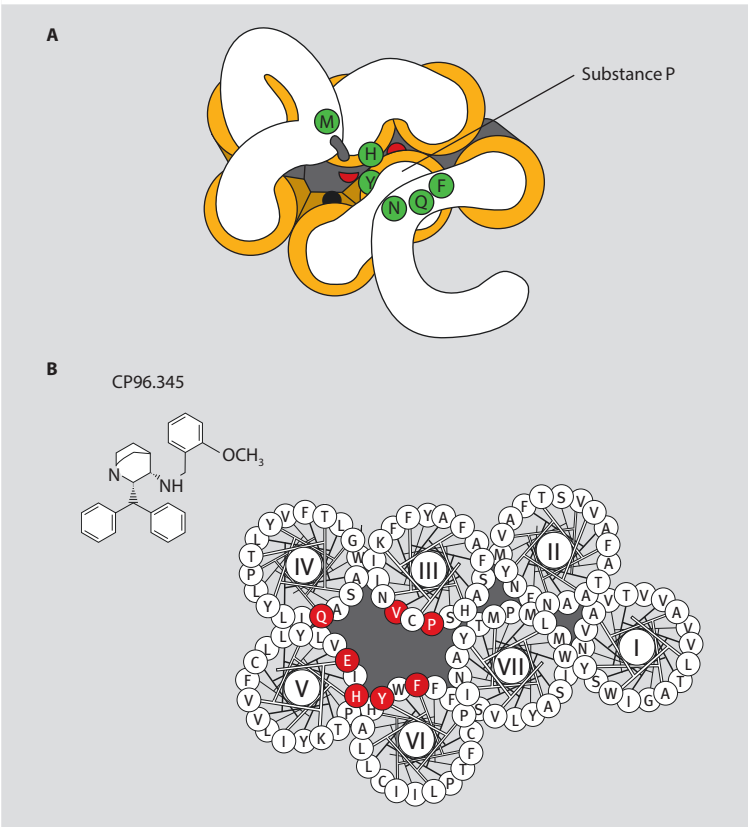 A
Substance P
M
H
Y
F
N Q
B
CP96.345
OCH₃
N
NH
IV
L Y V F T L G W A S A Q I L Y L P T
III
I K F F Y A F A F S A H S P C V N I
II
M V A F T S V V A F A T A A N F N Y
I
A V T V V A V V L T A G I W S Y N V
V
C L L Y L V E I H P T K Y I L V V F
VI
H Y W F F I P C F T P L I I C L L A
VII
Y T M P M L M W I S A Y L V S I N A